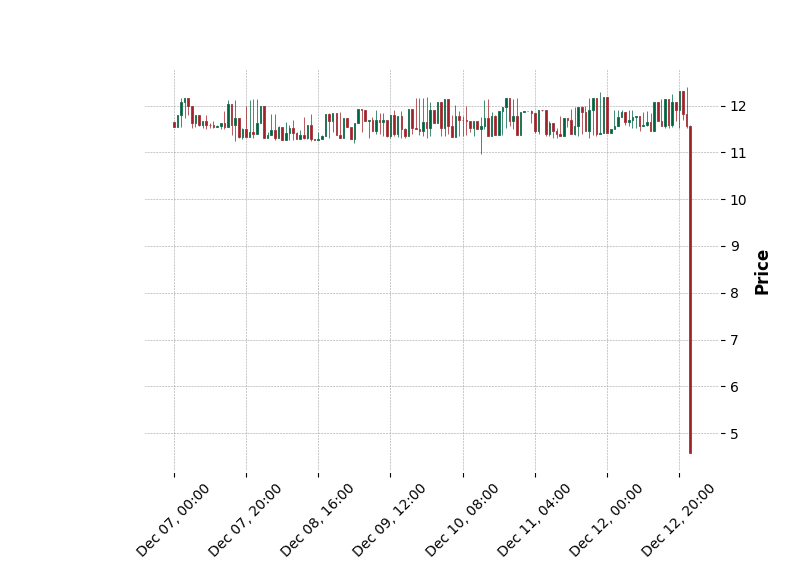 12
11
10
9
8
7
6
5
Price
Dec 07, 00:00
Dec 07, 20:00
Dec 08, 16:00
Dec 09, 12:00
Dec 10, 08:00
Dec 11, 04:00
Dec 12, 00:00
Dec 12, 20:00